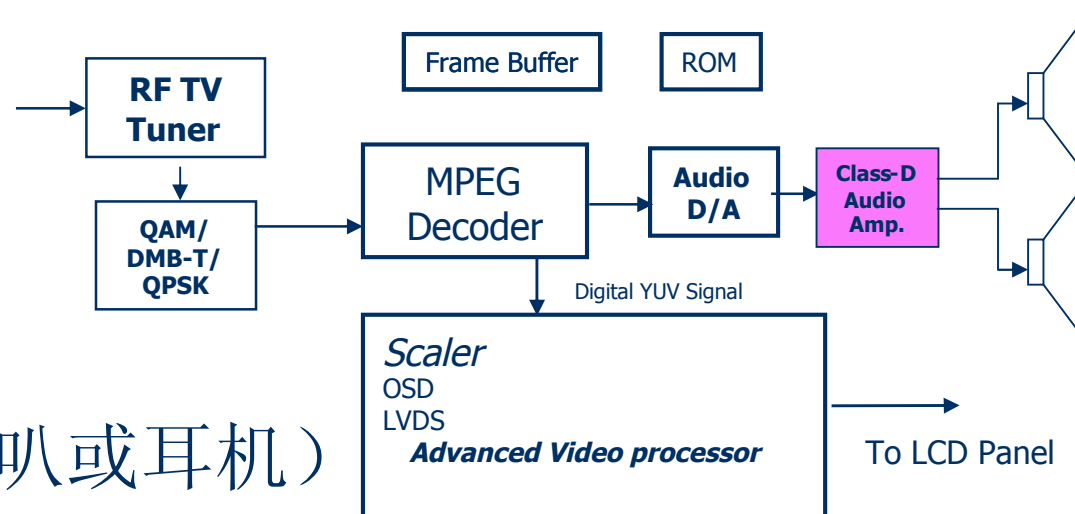 Frame Buffer
ROM
RF TV
Tuner
MPEG
Decoder
Audio
D/A
Class-D
Audio
Amp.
QAM/
DMB-T/
QPSK
Digital YUV Signal
Scaler
OSD
LVDS
Advanced Video processor
To LCD Panel
叭或耳机）